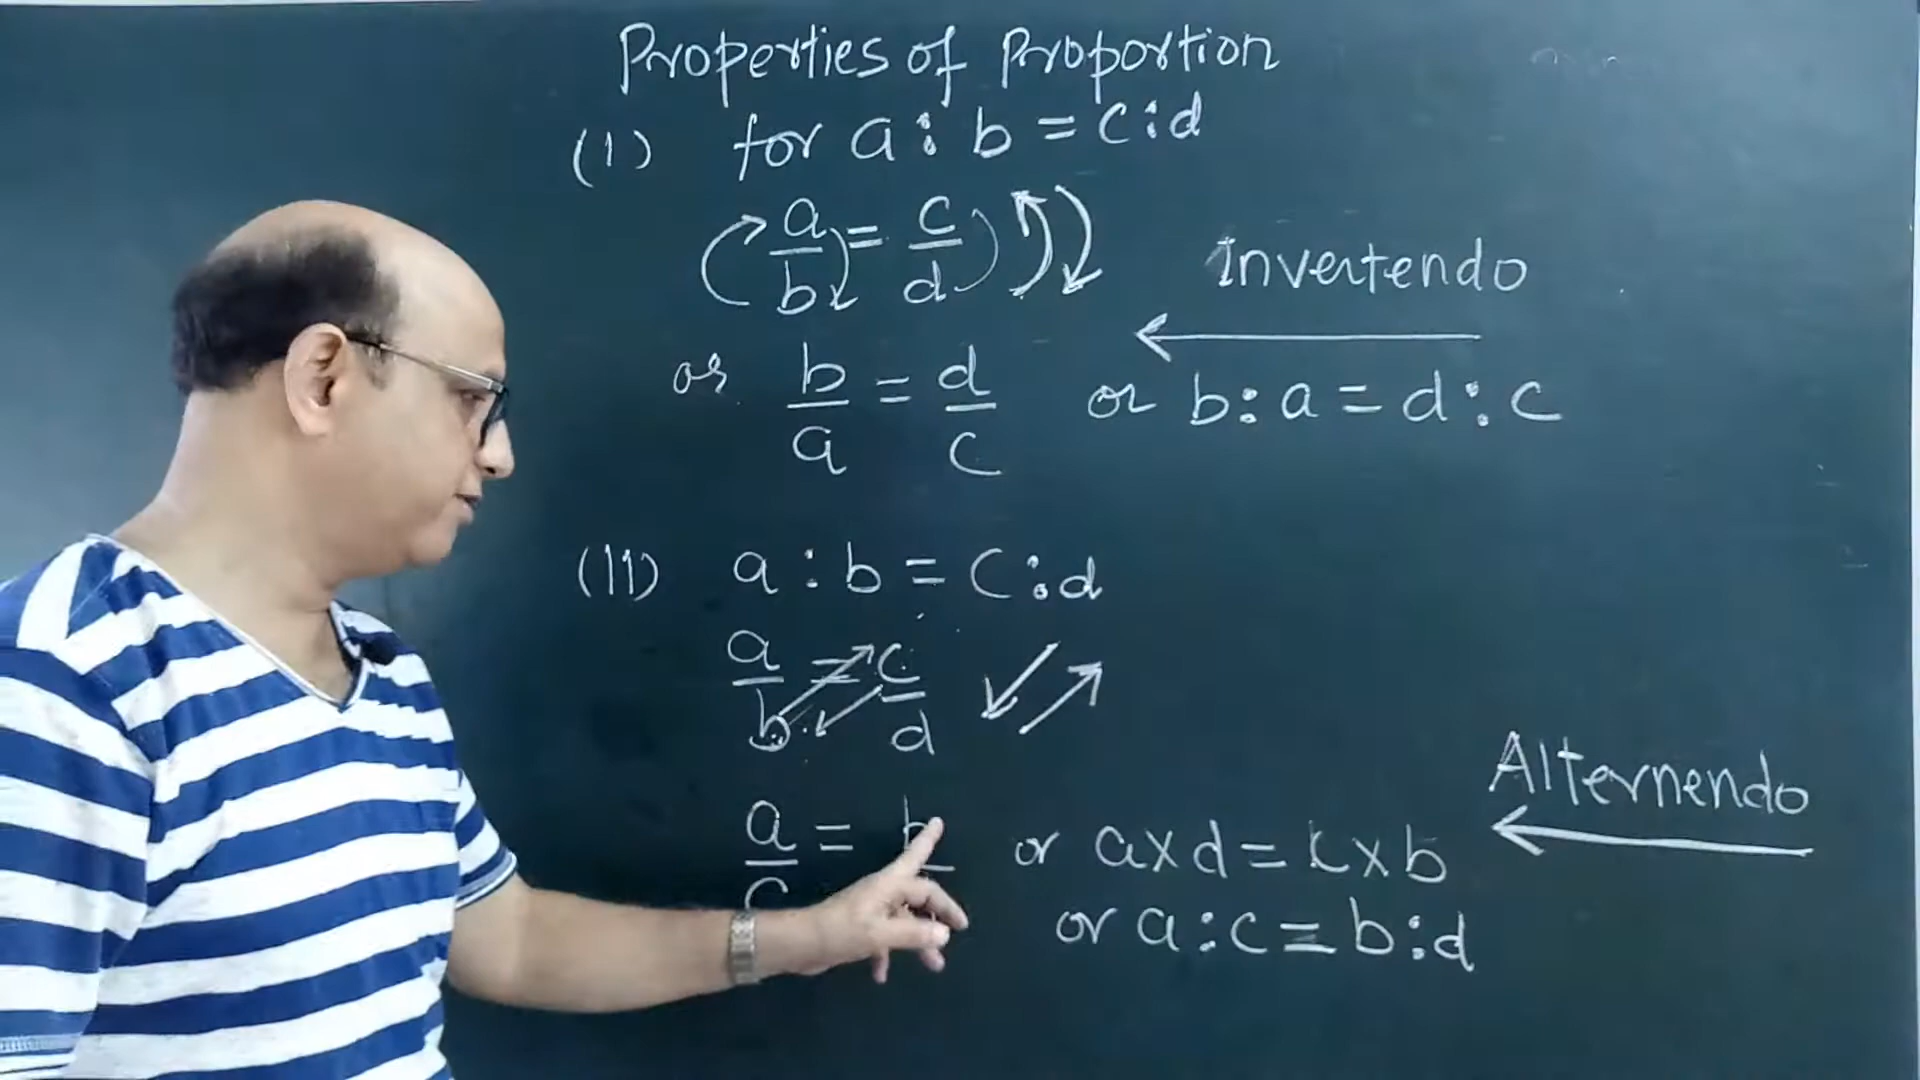 Properties of Proportion
(1) for a : b = c : d
a/b = c/d
Invertendo
or b/a = d/c or b : a = d : c
(11) a : b = c : d
a/b = c/d
Alternendo
a/c = b or a x d = c x b
or a : c = b : d